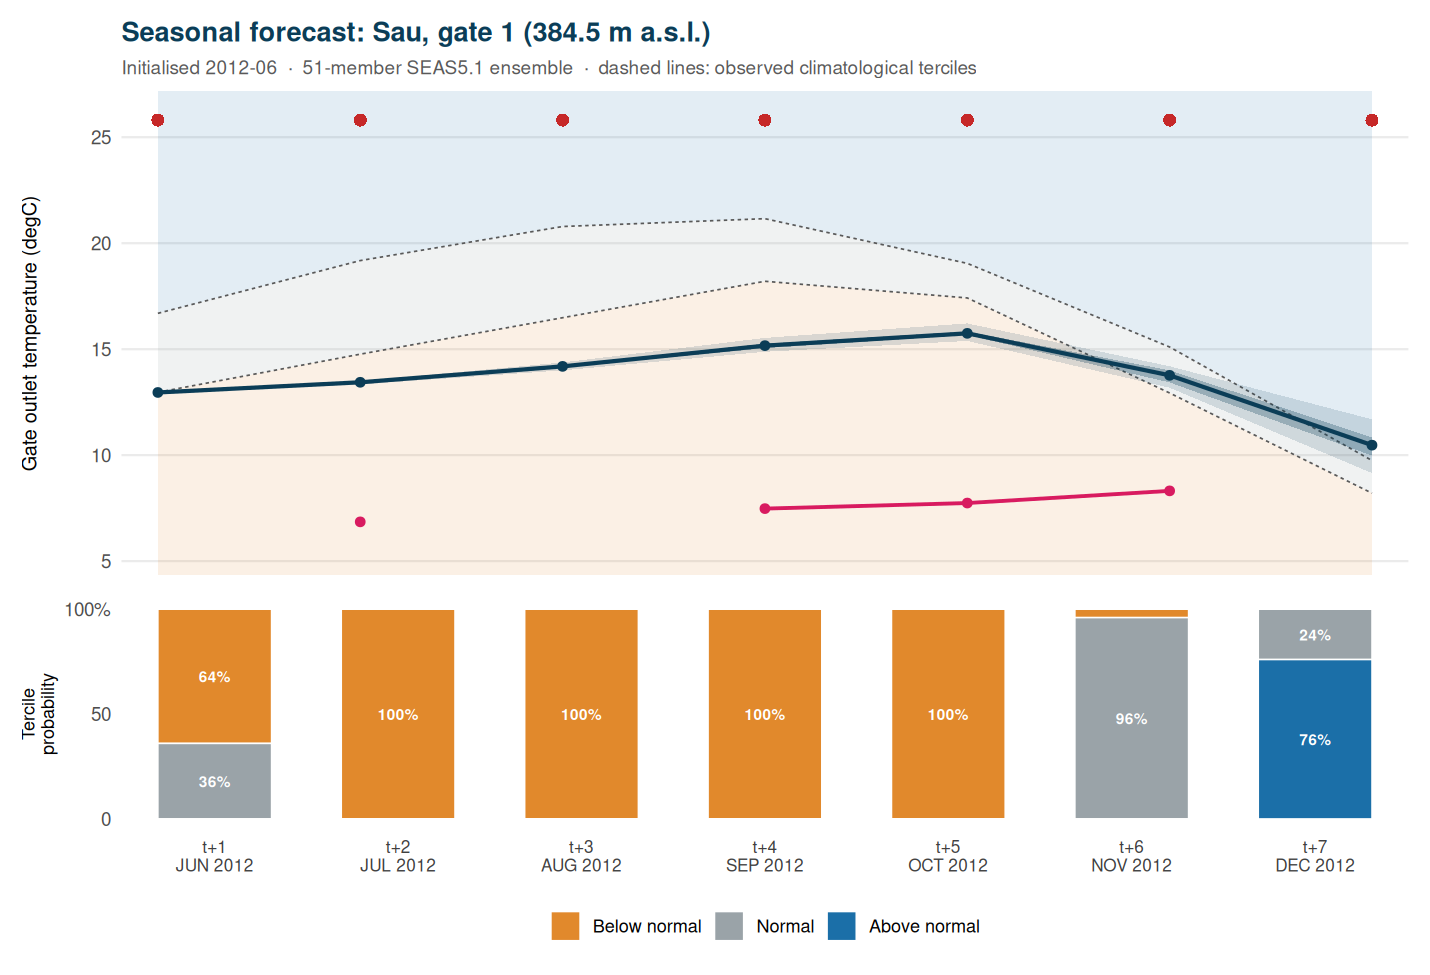 Seasonal forecast: Sau, gate 1 (384.5 m a.s.l.)
Initialised 2012-06 · 51-member SEAS5.1 ensemble · dashed lines: observed climatological terciles
Gate outlet temperature (degC)
25
20
15
10
5
Tercile
probability
100%
50
0
64%
36%
100%
100%
100%
100%
96%
24%
76%
t+1
JUN 2012
t+2
JUL 2012
t+3
AUG 2012
t+4
SEP 2012
t+5
OCT 2012
t+6
NOV 2012
t+7
DEC 2012
Below normal
Normal
Above normal